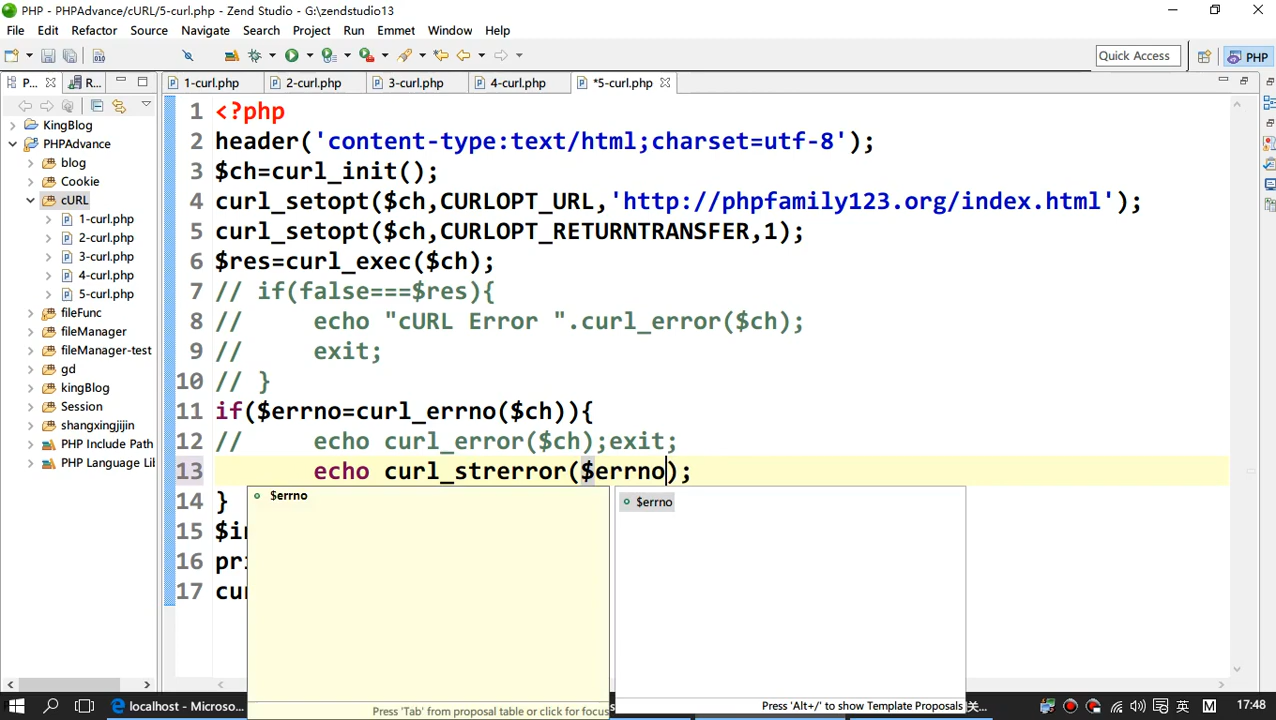 PHP - PHPAdvance/cURL/5-curl.php - Zend Studio - G:\zendstudio13
File Edit Refactor Source Navigate Search Project Run Emmet Window Help
Quick Access PHP
P... R... 1-curl.php 2-curl.php 3-curl.php 4-curl.php *5-curl.php
KingBlog
PHPAdvance
blog
Cookie
cURL
1-curl.php
2-curl.php
3-curl.php
4-curl.php
5-curl.php
fileFunc
fileManager
fileManager-test
gd
kingBlog
Session
shangxingjijin
PHP Include Path
PHP Language Lib
1 <?php
2 header('content-type:text/html;charset=utf-8');
3 $ch=curl_init();
4 curl_setopt($ch,CURLOPT_URL,'http://phpfamily123.org/index.html');
5 curl_setopt($ch,CURLOPT_RETURNTRANSFER,1);
6 $res=curl_exec($ch);
7 // if(false===$res){
8 // echo "cURL Error ".curl_error($ch);
9 // exit;
10 // }
11 if($errno=curl_errno($ch)){
12 // echo curl_error($ch);exit;
13 echo curl_strerror($errno);
14 }
15 $in
16 pri
17 cur
$errno
$errno
Press 'Tab' from proposal table or click for focus
Press 'Alt+/' to show Template Proposals
localhost - Microso...
英
M
17:48